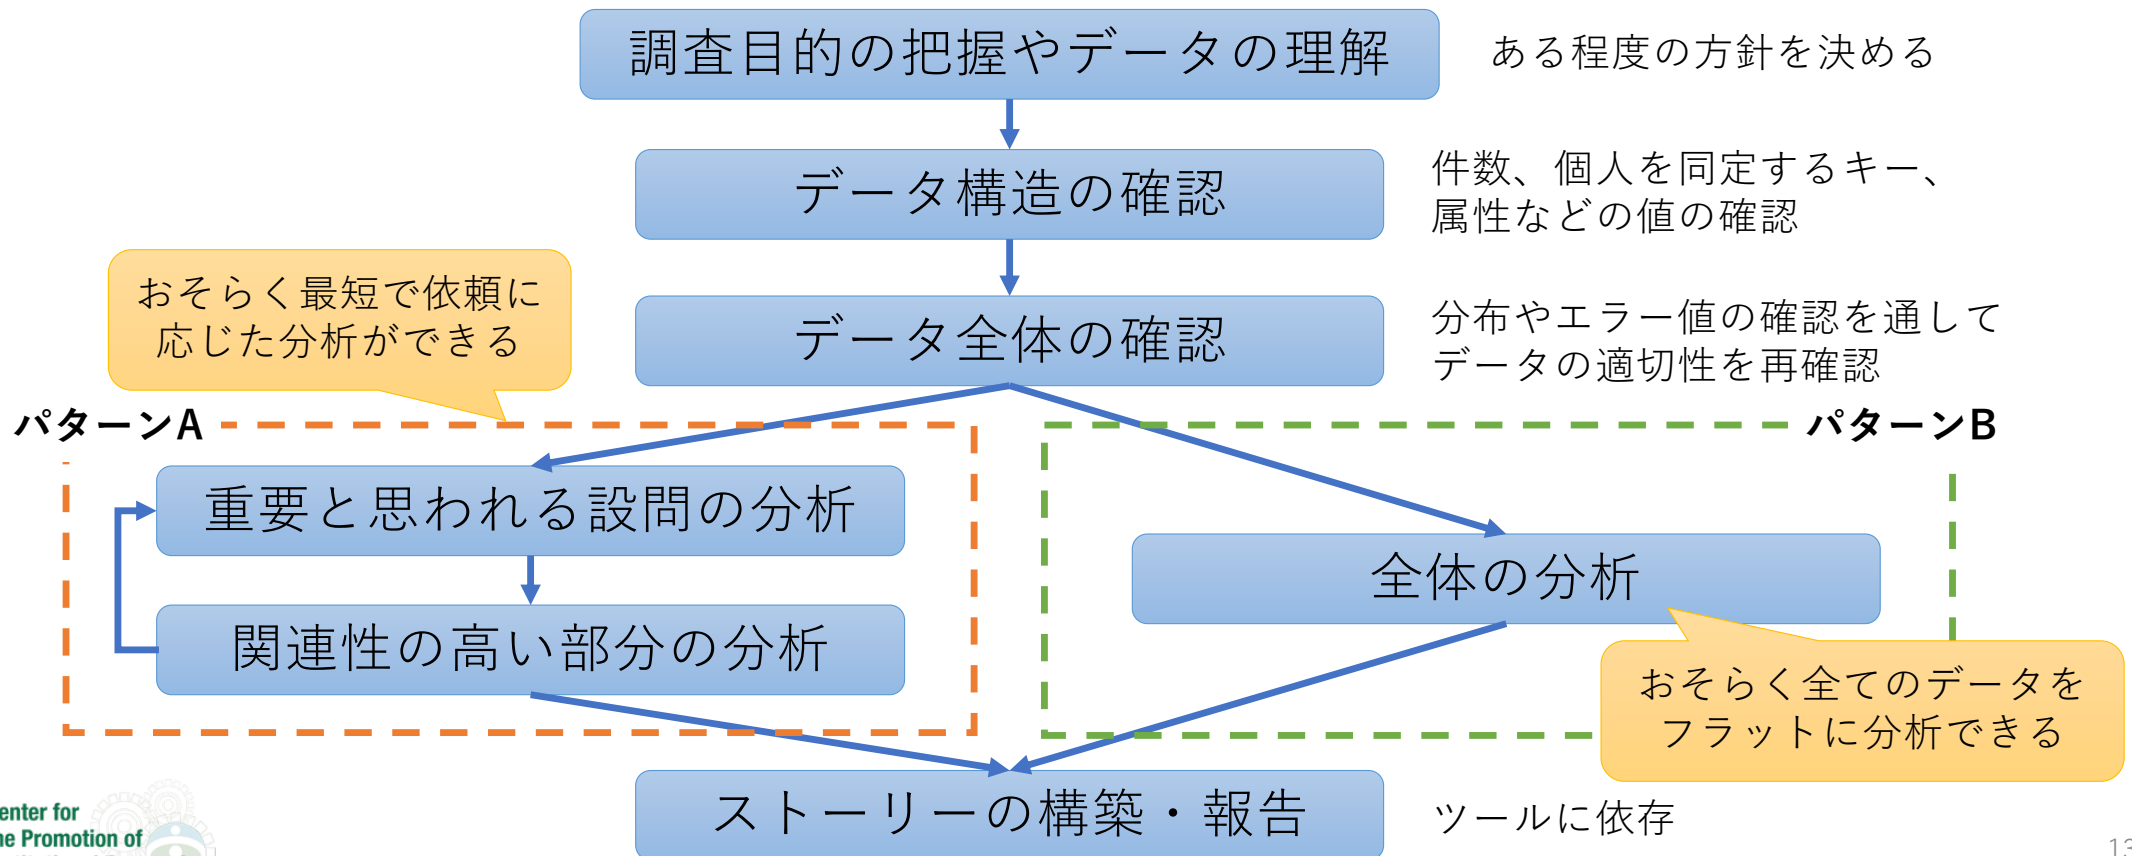 調査目的の把握やデータの理解
ある程度の方針を決める
データ構造の確認
件数、個人を同定するキー、
属性などの値の確認
おそらく最短で依頼に
応じた分析ができる
データ全体の確認
分布やエラー値の確認を通して
データの適切性を再確認
パターンA
パターンB
重要と思われる設問の分析
全体の分析
関連性の高い部分の分析
おそらく全てのデータを
フラットに分析できる
ストーリーの構築・報告
ツールに依存
enter for
ne Promotion of
13